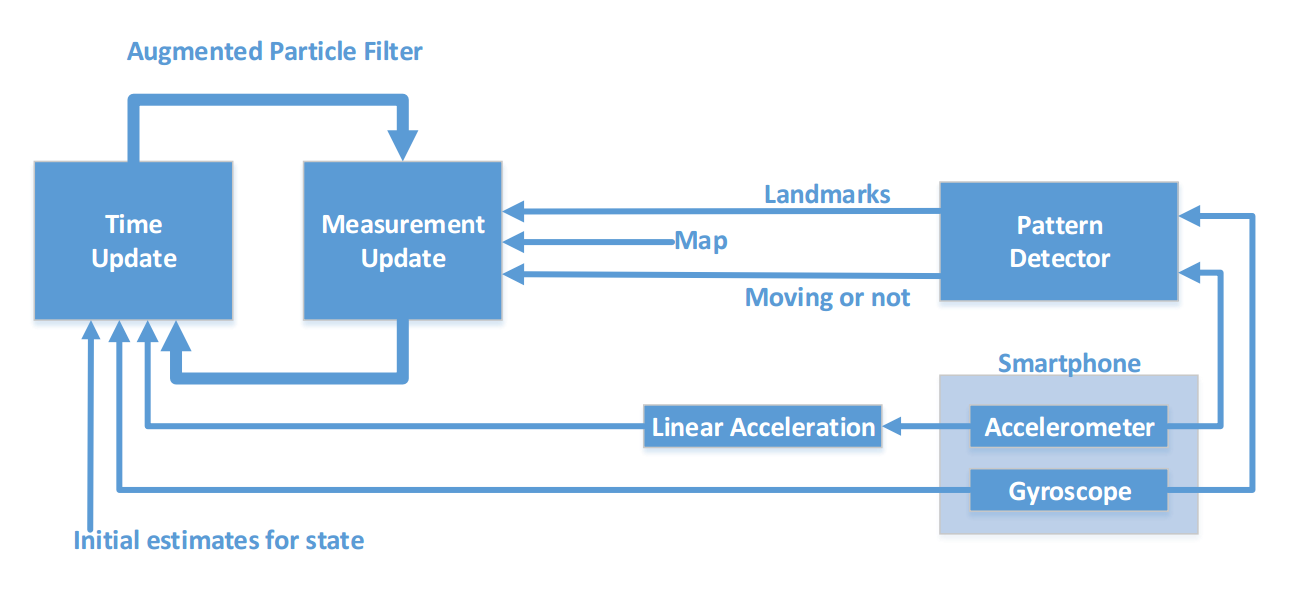 Augmented Particle Filter
Time
Update
Measurement
Update
Landmarks
Map
Moving or not
Pattern
Detector
Smartphone
Linear Acceleration
Accelerometer
Gyroscope
Initial estimates for state